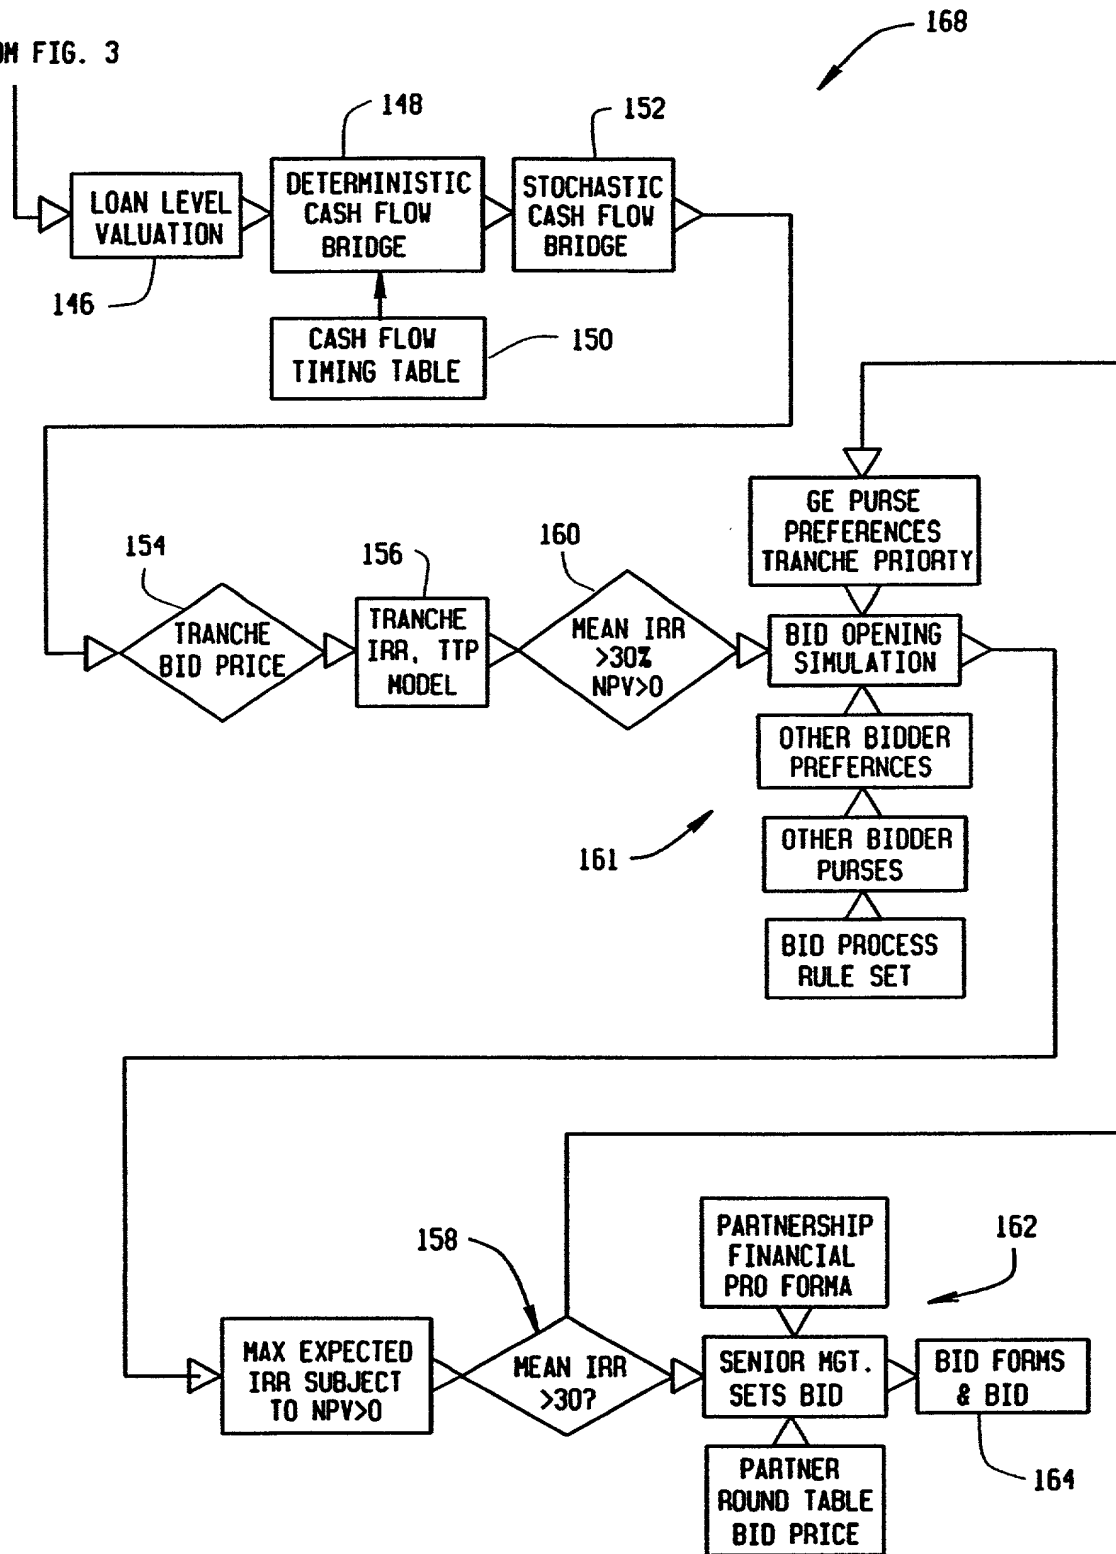 168
OM FIG. 3
148
152
LOAN LEVEL
VALUATION
DETERMINISTIC
CASH FLOW
BRIDGE
STOCHASTIC
CASH FLOW
BRIDGE
146
CASH FLOW
TIMING TABLE
150
GE PURSE
PREFERENCES
TRANCHE PRIORTY
154
156
160
TRANCHE
BID PRICE
TRANCHE
IRR, TTP
MODEL
MEAN IRR
>30%
NPV>0
BID OPENING
SIMULATION
OTHER BIDDER
PREFERNCES
161
OTHER BIDDER
PURSES
BID PROCESS
RULE SET
158
PARTNERSHIP
FINANCIAL
PRO FORMA
162
MAX EXPECTED
IRR SUBJECT
TO NPV>0
MEAN IRR
>30?
SENIOR MGT.
SETS BID
BID FORMS
& BID
PARTNER
ROUND TABLE
BID PRICE
164